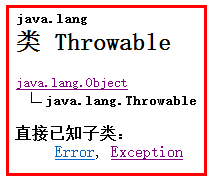 java.lang
类 Throwable
java.lang.Object
java.lang.Throwable
直接已知子类：
Error, Exception